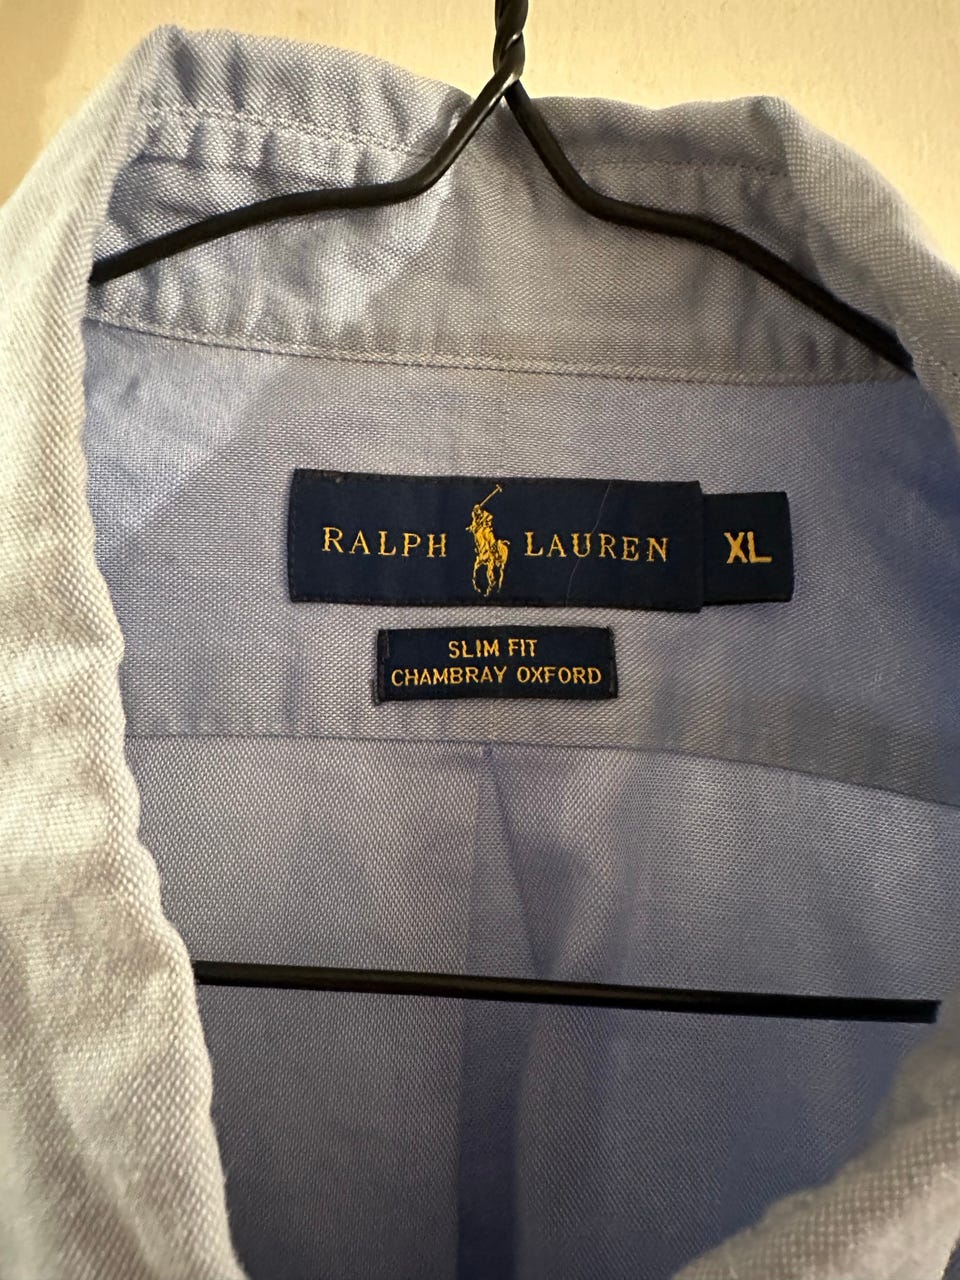 RALPH LAUREN XL
SLIM FIT
CHAMBRAY OXFORD